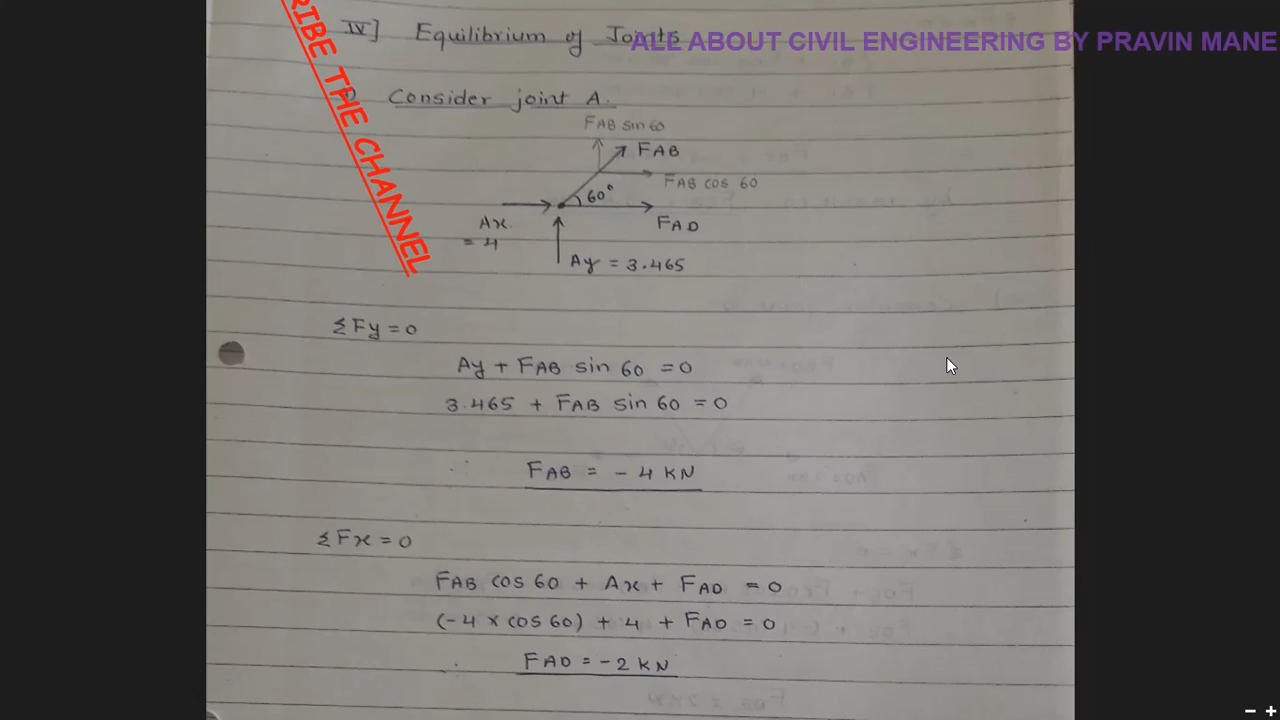 IV] Equilibrium of Joints
ALL ABOUT CIVIL ENGINEERING BY PRAVIN MANE
RIBE THE CHANNEL
Consider joint A.
FAB sin 60
FAB
FAB cos 60
60°
Ax
= 4
FAD
Ay = 3.465
ΣFy = 0
Ay + FAB sin 60 = 0
3.465 + FAB sin 60 = 0
∴ FAB = - 4 KN
ΣFx = 0
FAB cos 60 + Ax + FAD = 0
(-4 x cos 60) + 4 + FAD = 0
∴ FAD = - 2 KN